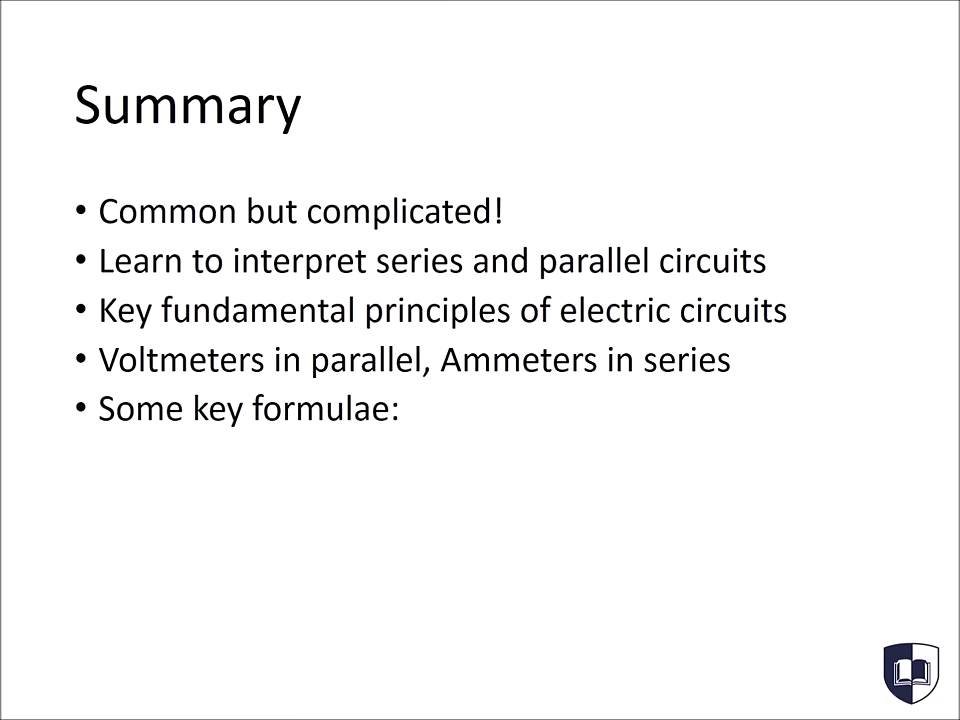 Summary
• Common but complicated!
• Learn to interpret series and parallel circuits
• Key fundamental principles of electric circuits
• Voltmeters in parallel, Ammeters in series
• Some key formulae: